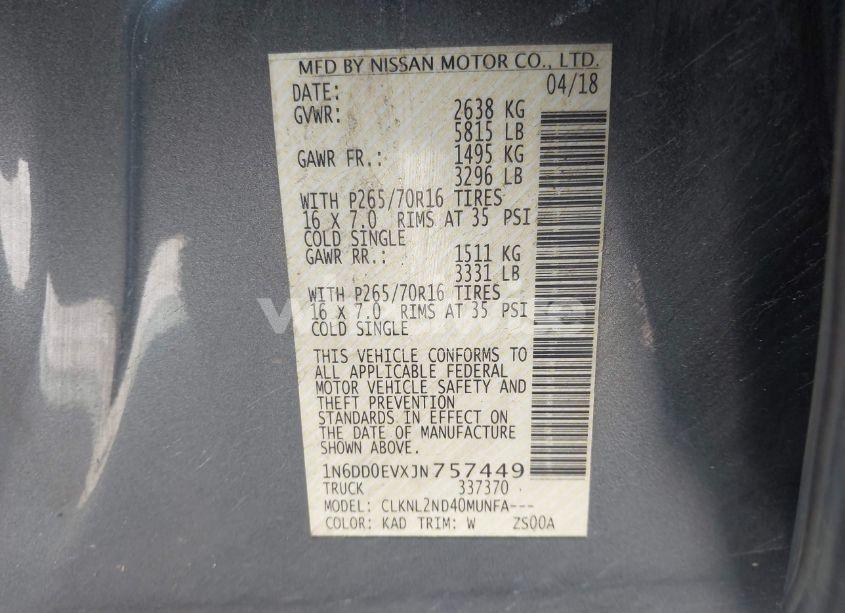 MFD BY NISSAN MOTOR CO., LTD.
DATE: 04/18
GVWR: 2638 KG
5815 LB
GAWR FR.: 1495 KG
3296 LB
WITH P265/70R16 TIRES
16 X 7.0 RIMS AT 35 PSI
COLD SINGLE
GAWR RR.: 1511 KG
3331 LB
WITH P265/70R16 TIRES
16 X 7.0 RIMS AT 35 PSI
COLD SINGLE
THIS VEHICLE CONFORMS TO
ALL APPLICABLE FEDERAL
MOTOR VEHICLE SAFETY AND
THEFT PREVENTION
STANDARDS IN EFFECT ON
THE DATE OF MANUFACTURE
SHOWN ABOVE.
1N6DD0EVXJN757449
TRUCK 337370
MODEL: CLKNL2ND40MUNFA---
COLOR: KAD TRIM: W ZS00A